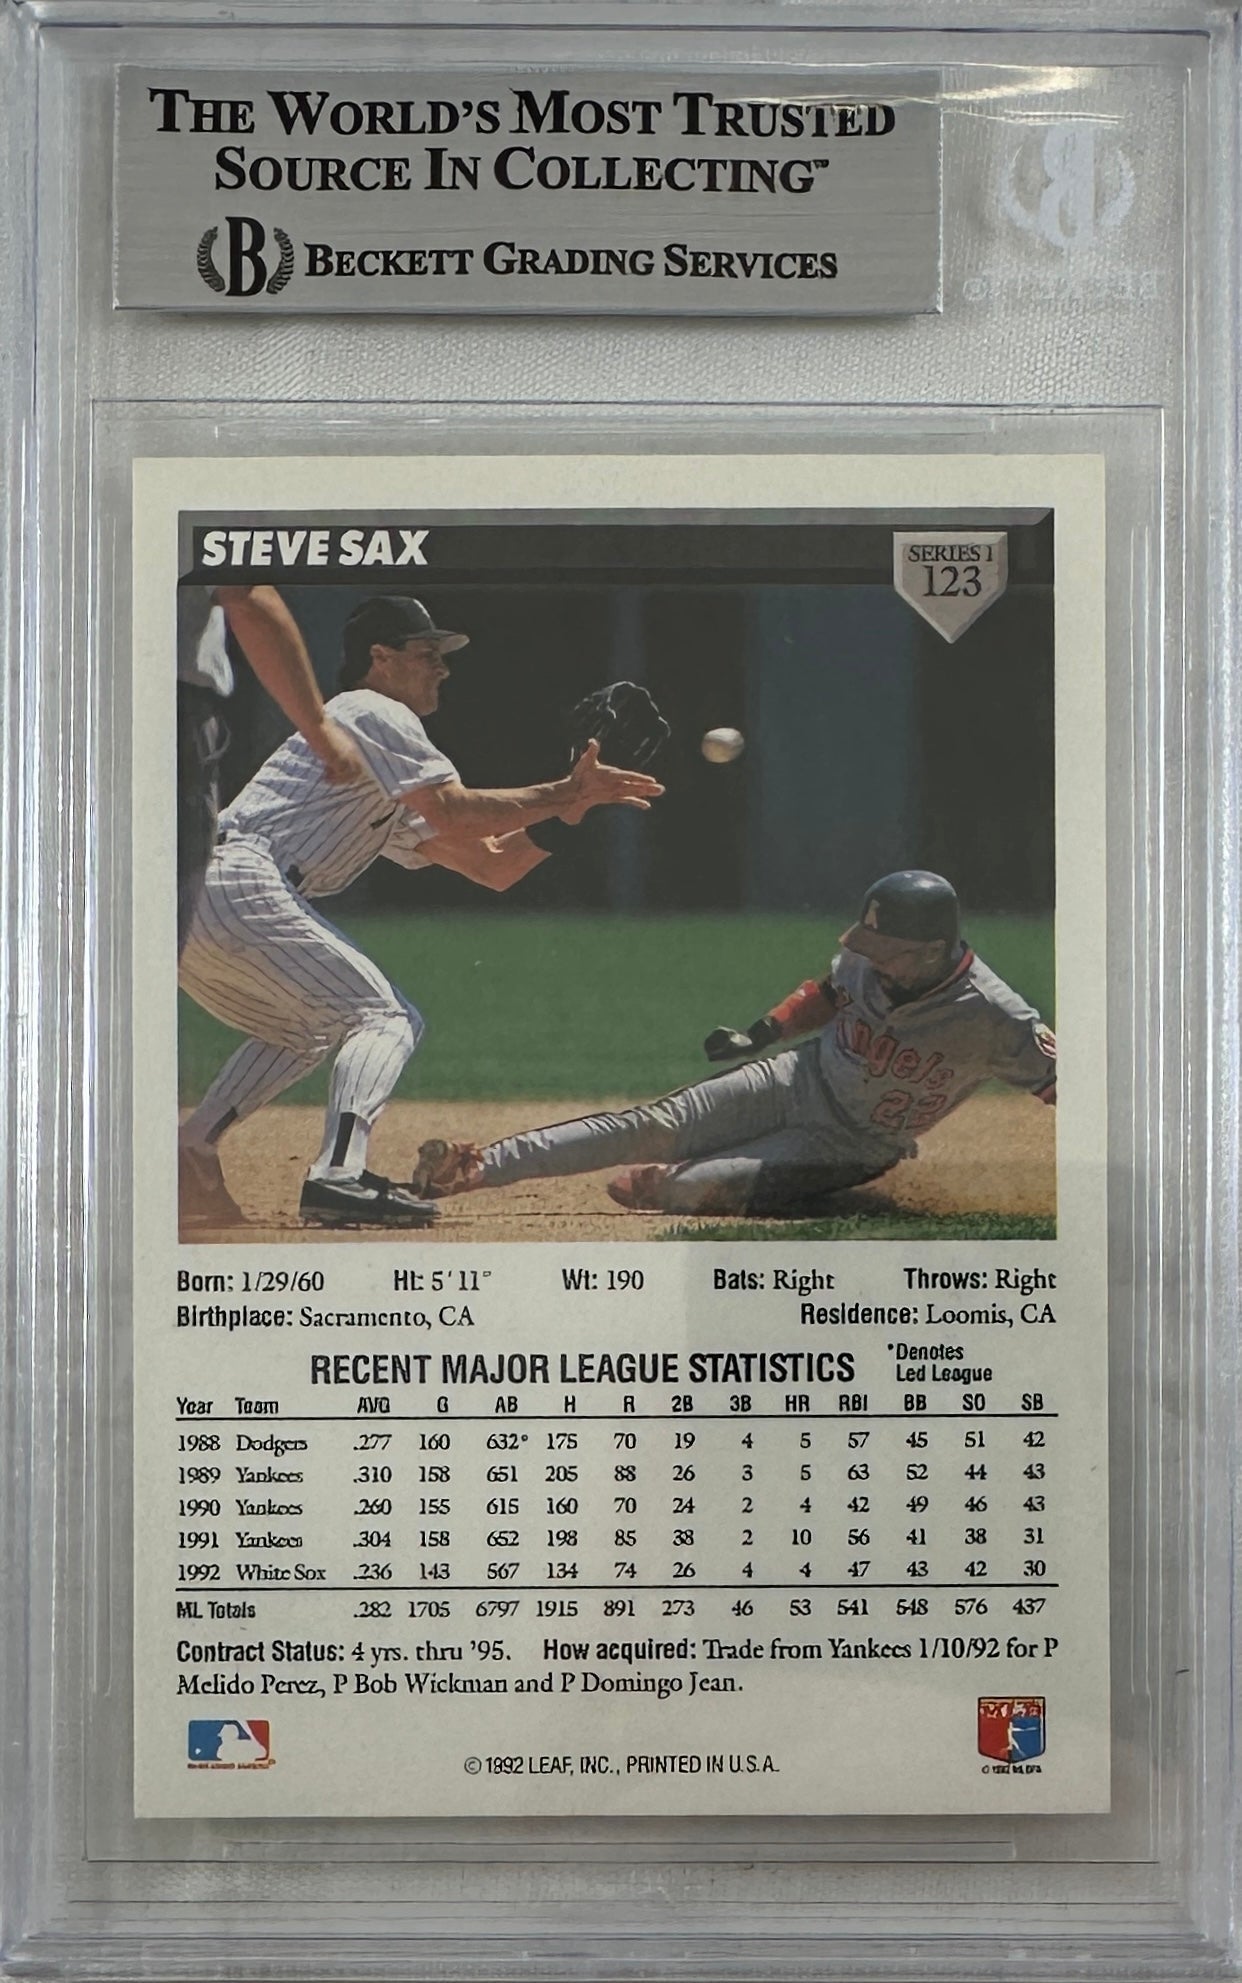 THE WORLD'S MOST TRUSTED
SOURCE IN COLLECTING™
B BECKETT GRADING SERVICES
STEVE SAX
SERIES 1
123
A
Angels
22
Born: 1/29/60 Ht: 5' 11" Wt: 190 Bats: Right Throws: Right
Birthplace: Sacramento, CA Residence: Loomis, CA
RECENT MAJOR LEAGUE STATISTICS *Denotes
Led League
Year Team AVG G AB H R 2B 3B HR RBI BB SO SB
1988 Dodgers .277 160 632* 175 70 19 4 5 57 45 51 42
1989 Yankees .310 158 651 205 88 26 3 5 63 52 44 43
1990 Yankees .260 155 615 160 70 24 2 4 42 49 46 43
1991 Yankees .304 158 652 198 85 38 2 10 56 41 38 31
1992 White Sox .236 143 567 134 74 26 4 4 47 43 42 30
ML Totals .282 1705 6797 1915 891 273 46 53 541 548 576 437
Contract Status: 4 yrs. thru '95. How acquired: Trade from Yankees 1/10/92 for P
Melido Perez, P Bob Wickman and P Domingo Jean.
© 1992 LEAF, INC., PRINTED IN U.S.A.